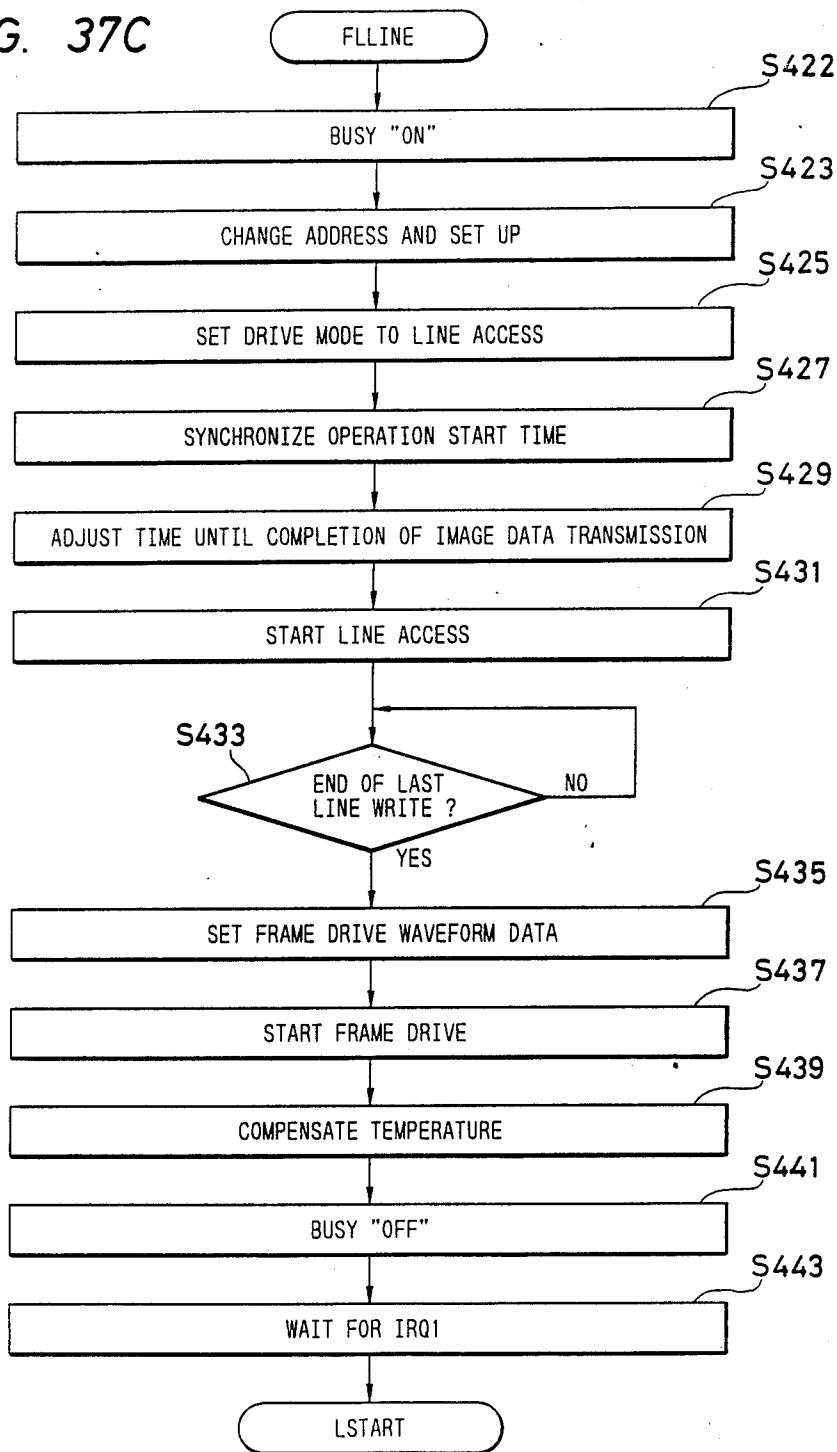 G. 37C
FLLINE
S422
BUSY "ON"
S423
CHANGE ADDRESS AND SET UP
S425
SET DRIVE MODE TO LINE ACCESS
S427
SYNCHRONIZE OPERATION START TIME
S429
ADJUST TIME UNTIL COMPLETION OF IMAGE DATA TRANSMISSION
S431
START LINE ACCESS
S433
END OF LAST
LINE WRITE ?
NO
YES
S435
SET FRAME DRIVE WAVEFORM DATA
S437
START FRAME DRIVE
S439
COMPENSATE TEMPERATURE
S441
BUSY "OFF"
S443
WAIT FOR IRQ1
LSTART